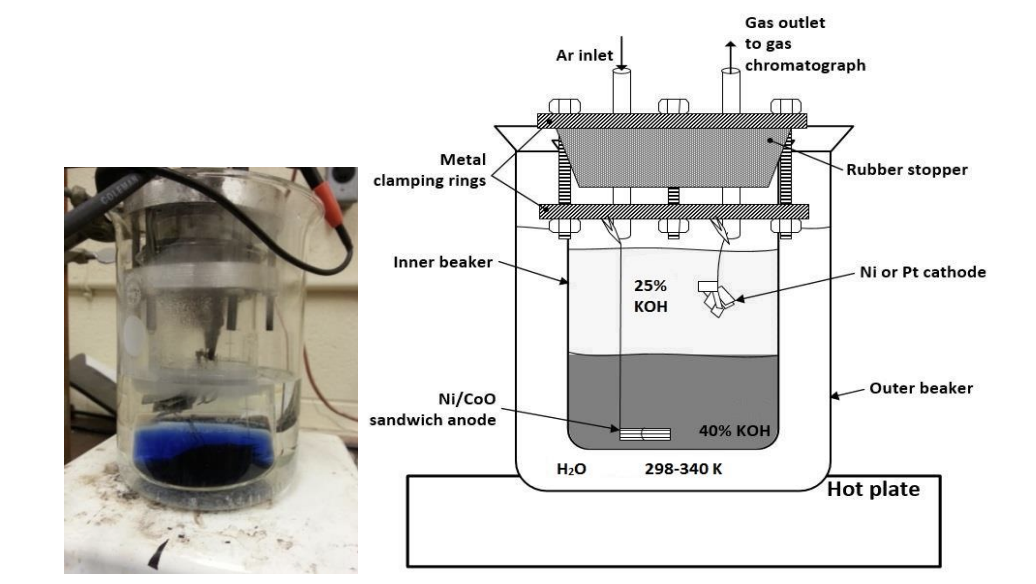 Gas outlet
to gas
chromatograph
Ar inlet
Metal
clamping rings
Rubber stopper
Inner beaker
25%
KOH
Ni or Pt cathode
Ni/CoO
sandwich anode
40% KOH
Outer beaker
H₂O
298-340 K
Hot plate
COLEMAN